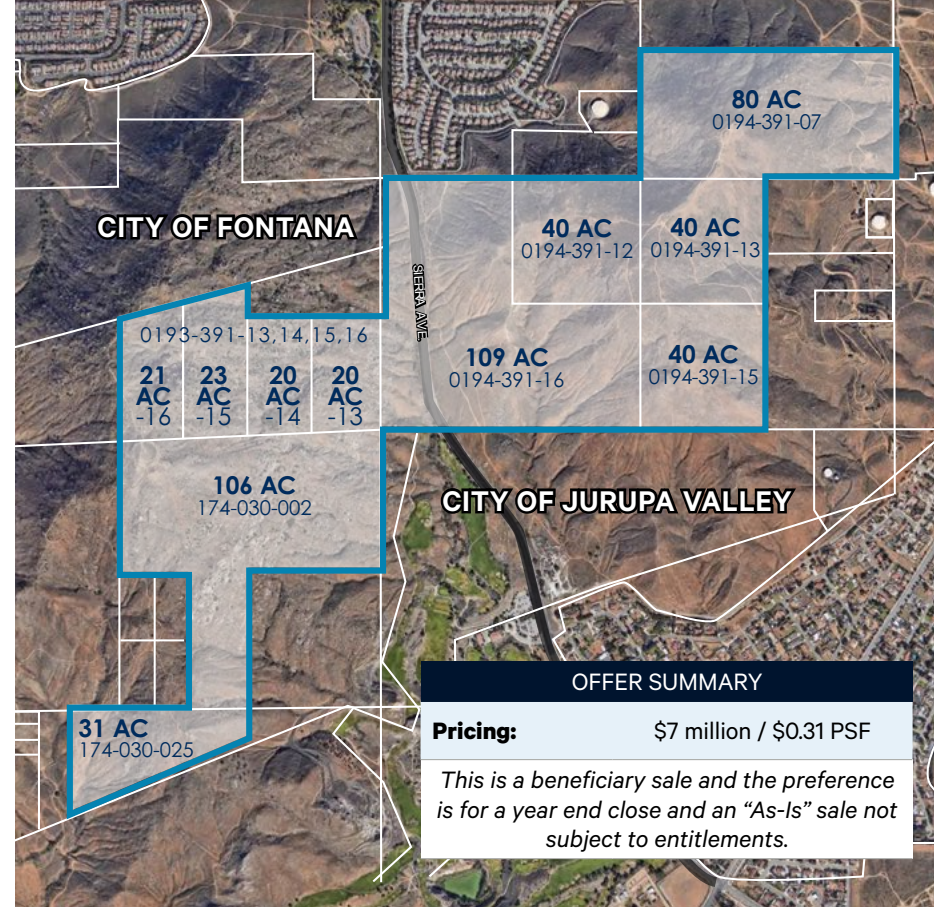 80 AC
0194-391-07
CITY OF FONTANA
40 AC
0194-391-12
40 AC
0194-391-13
SIERRA AVE.
0193-391-13,14,15,16
21
AC
-16
23
AC
-15
20
AC
-14
20
AC
-13
109 AC
0194-391-16
40 AC
0194-391-15
106 AC
174-030-002
CITY OF JURUPA VALLEY
31 AC
174-030-025
OFFER SUMMARY
Pricing: $7 million / $0.31 PSF
This is a beneficiary sale and the preference
is for a year end close and an “As-Is” sale not
subject to entitlements.